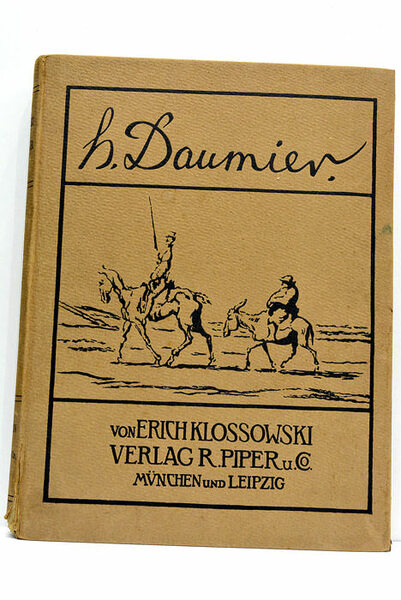 h. Daumier.
von ERICH KLOSSOWSKI
VERLAG R. PIPER u. Co.
MÜNCHEN und LEIPZIG